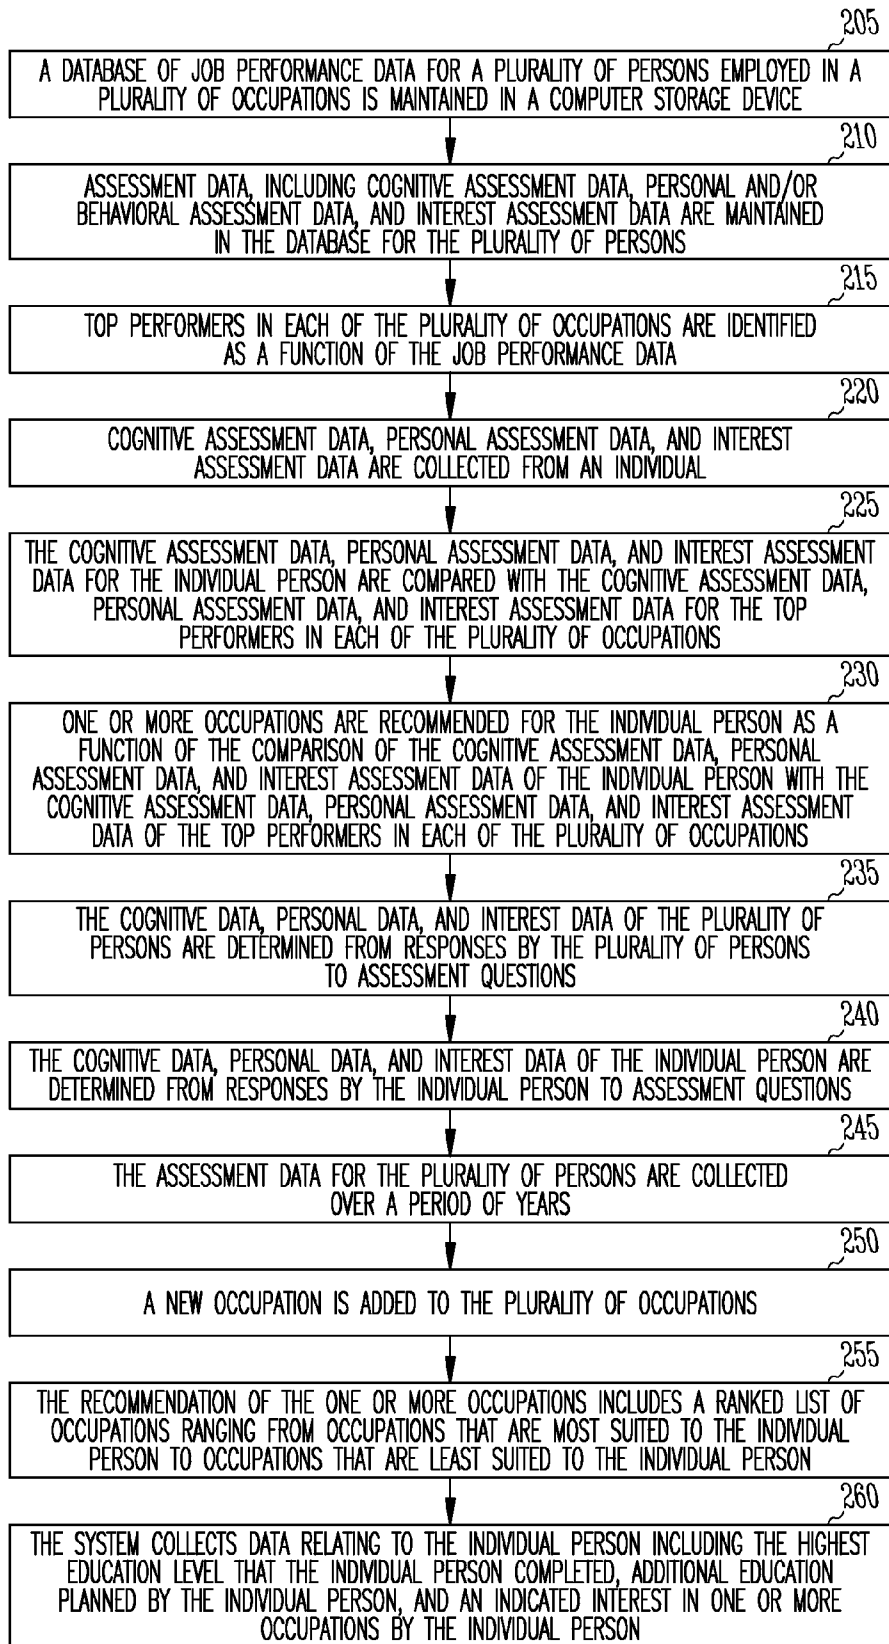 205
A DATABASE OF JOB PERFORMANCE DATA FOR A PLURALITY OF PERSONS EMPLOYED IN A
PLURALITY OF OCCUPATIONS IS MAINTAINED IN A COMPUTER STORAGE DEVICE
210
ASSESSMENT DATA, INCLUDING COGNITIVE ASSESSMENT DATA, PERSONAL AND/OR
BEHAVIORAL ASSESSMENT DATA, AND INTEREST ASSESSMENT DATA ARE MAINTAINED
IN THE DATABASE FOR THE PLURALITY OF PERSONS
215
TOP PERFORMERS IN EACH OF THE PLURALITY OF OCCUPATIONS ARE IDENTIFIED
AS A FUNCTION OF THE JOB PERFORMANCE DATA
220
COGNITIVE ASSESSMENT DATA, PERSONAL ASSESSMENT DATA, AND INTEREST
ASSESSMENT DATA ARE COLLECTED FROM AN INDIVIDUAL
225
THE COGNITIVE ASSESSMENT DATA, PERSONAL ASSESSMENT DATA, AND INTEREST ASSESSMENT
DATA FOR THE INDIVIDUAL PERSON ARE COMPARED WITH THE COGNITIVE ASSESSMENT DATA,
PERSONAL ASSESSMENT DATA, AND INTEREST ASSESSMENT DATA FOR THE TOP
PERFORMERS IN EACH OF THE PLURALITY OF OCCUPATIONS
230
ONE OR MORE OCCUPATIONS ARE RECOMMENDED FOR THE INDIVIDUAL PERSON AS A
FUNCTION OF THE COMPARISON OF THE COGNITIVE ASSESSMENT DATA, PERSONAL
ASSESSMENT DATA, AND INTEREST ASSESSMENT DATA OF THE INDIVIDUAL PERSON WITH THE
COGNITIVE ASSESSMENT DATA, PERSONAL ASSESSMENT DATA, AND INTEREST ASSESSMENT
DATA OF THE TOP PERFORMERS IN EACH OF THE PLURALITY OF OCCUPATIONS
235
THE COGNITIVE DATA, PERSONAL DATA, AND INTEREST DATA OF THE PLURALITY OF
PERSONS ARE DETERMINED FROM RESPONSES BY THE PLURALITY OF PERSONS
TO ASSESSMENT QUESTIONS
240
THE COGNITIVE DATA, PERSONAL DATA, AND INTEREST DATA OF THE INDIVIDUAL PERSON ARE
DETERMINED FROM RESPONSES BY THE INDIVIDUAL PERSON TO ASSESSMENT QUESTIONS
245
THE ASSESSMENT DATA FOR THE PLURALITY OF PERSONS ARE COLLECTED
OVER A PERIOD OF YEARS
250
A NEW OCCUPATION IS ADDED TO THE PLURALITY OF OCCUPATIONS
255
THE RECOMMENDATION OF THE ONE OR MORE OCCUPATIONS INCLUDES A RANKED LIST OF
OCCUPATIONS RANGING FROM OCCUPATIONS THAT ARE MOST SUITED TO THE INDIVIDUAL
PERSON TO OCCUPATIONS THAT ARE LEAST SUITED TO THE INDIVIDUAL PERSON
260
THE SYSTEM COLLECTS DATA RELATING TO THE INDIVIDUAL PERSON INCLUDING THE HIGHEST
EDUCATION LEVEL THAT THE INDIVIDUAL PERSON COMPLETED, ADDITIONAL EDUCATION
PLANNED BY THE INDIVIDUAL PERSON, AND AN INDICATED INTEREST IN ONE OR MORE
OCCUPATIONS BY THE INDIVIDUAL PERSON